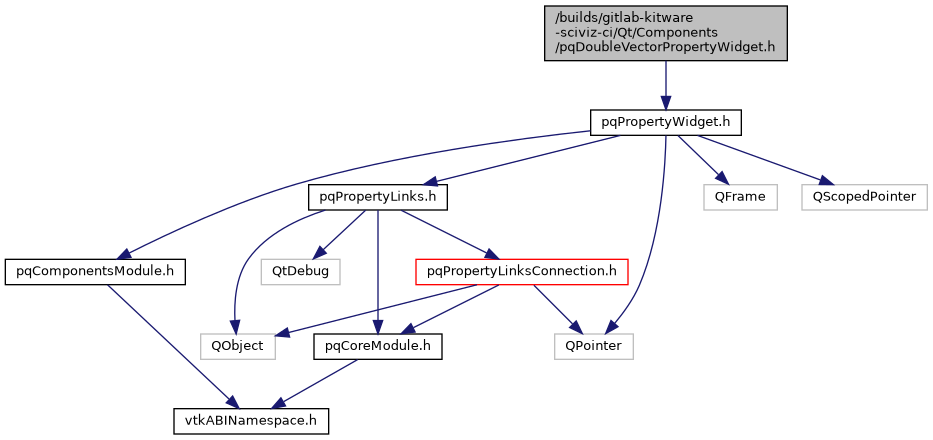 /builds/gitlab-kitware
-sciviz-ci/Qt/Components
/pqDoubleVectorPropertyWidget.h
pqPropertyWidget.h
pqPropertyLinks.h
QFrame
QScopedPointer
pqComponentsModule.h
QtDebug
pqPropertyLinksConnection.h
QObject
pqCoreModule.h
QPointer
vtkABINamespace.h